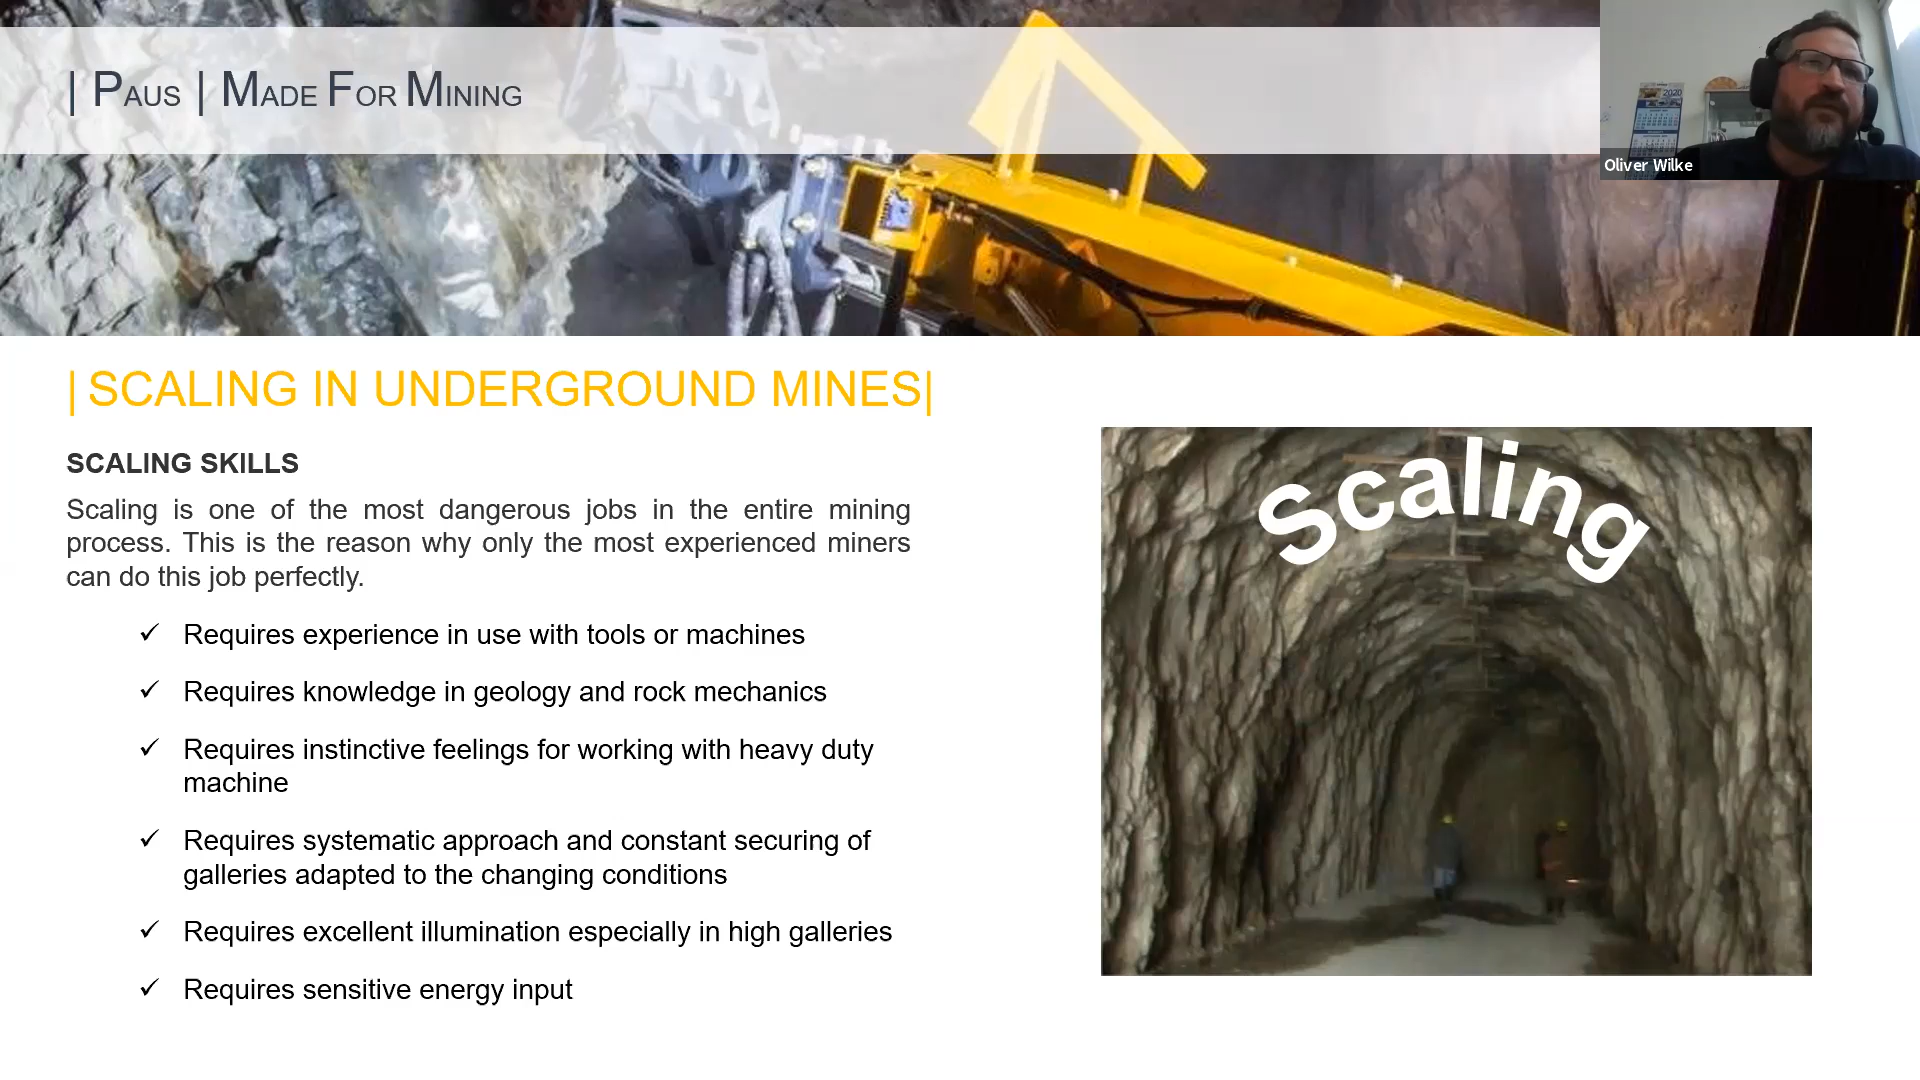 | PAUS | MADE FOR MINING
2020
Oliver Wilke
| SCALING IN UNDERGROUND MINES|
SCALING SKILLS
Scaling is one of the most dangerous jobs in the entire mining
process. This is the reason why only the most experienced miners
can do this job perfectly.
✓ Requires experience in use with tools or machines
✓ Requires knowledge in geology and rock mechanics
✓ Requires instinctive feelings for working with heavy duty
machine
✓ Requires systematic approach and constant securing of
galleries adapted to the changing conditions
✓ Requires excellent illumination especially in high galleries
✓ Requires sensitive energy input
Scaling